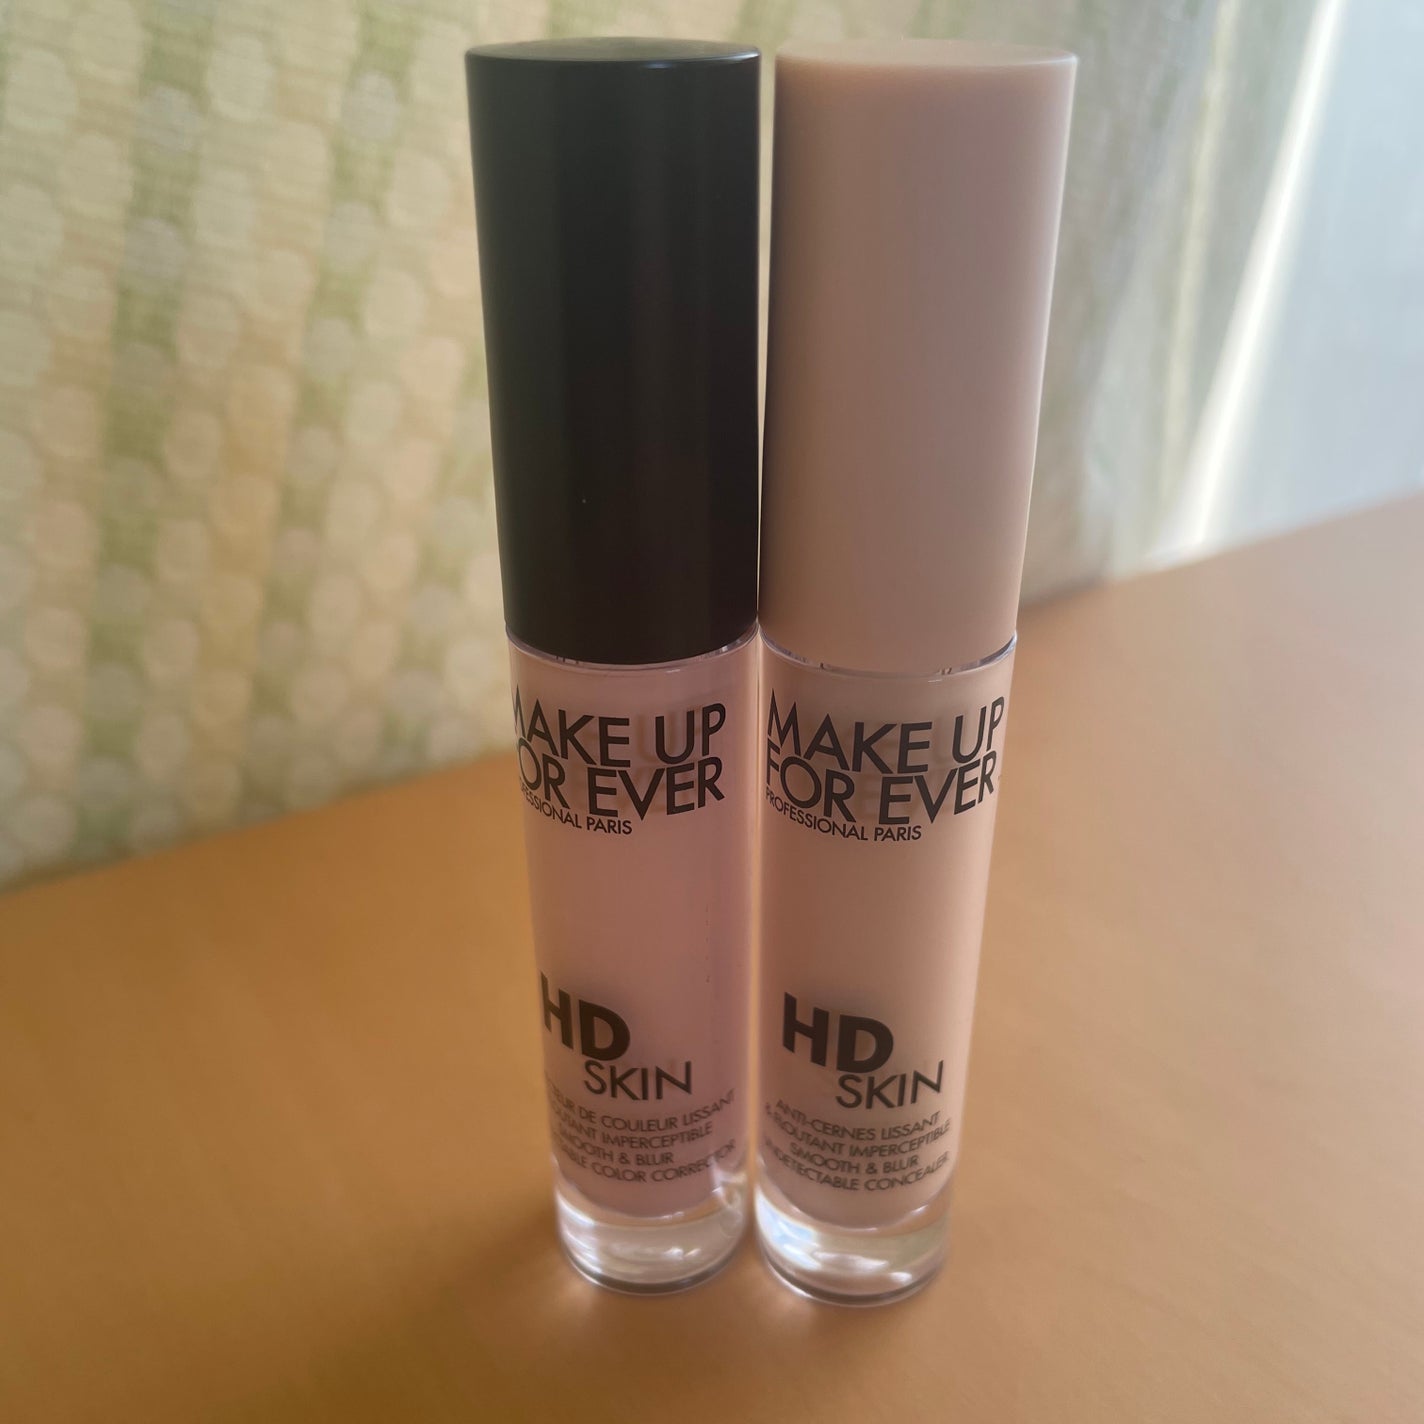 MAKE UP
FOR EVER
PROFESSIONAL PARIS
HD
SKIN
DE COULEUR LISSANT
IMPERCEPTIBLE
SMOOTH & BLUR
COLOR CORRECTOR
MAKE UP
FOR EVER
PROFESSIONAL PARIS
HD
SKIN
ANTI-CERNES LISSANT
& FLOUTANT IMPERCEPTIBLE
SMOOTH & BLUR
UNDETECTABLE CONCEALER